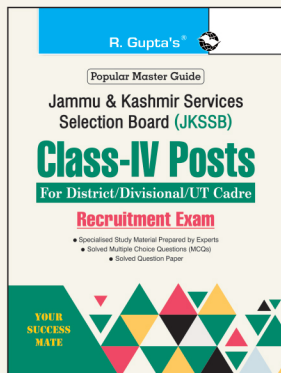 R. Gupta's®
Popular Master Guide
Jammu & Kashmir Services
Selection Board (JKSSB)
Class-IV Posts
For District/Divisional/UT Cadre
Recruitment Exam
● Specialised Study Material Prepared by Experts
● Solved Multiple Choice Questions (MCQs)
● Solved Question Paper
YOUR
SUCCESS
MATE